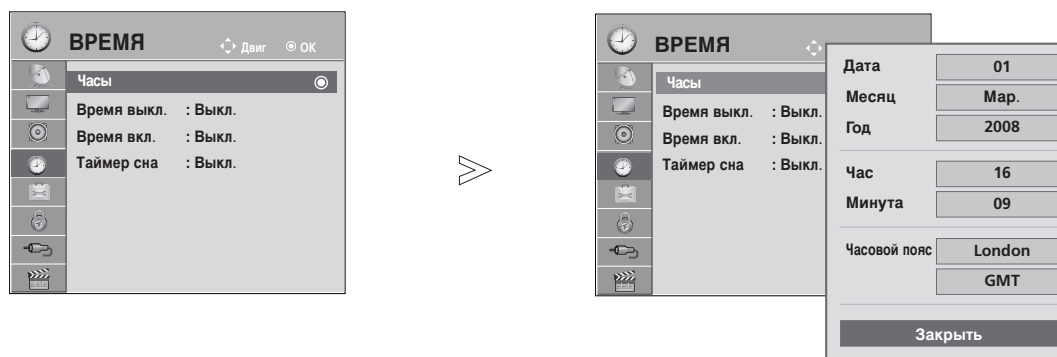 ВРЕМЯ
Двиг
ОК
Часы
Время выкл. : Выкл.
Время вкл. : Выкл.
Таймер сна : Выкл.
ВРЕМЯ
Часы
Время выкл. : Выкл.
Время вкл. : Выкл.
Таймер сна : Выкл.
Дата 01
Месяц Мар.
Год 2008
Час 16
Минута 09
Часовой пояс London
GMT
Закрыть